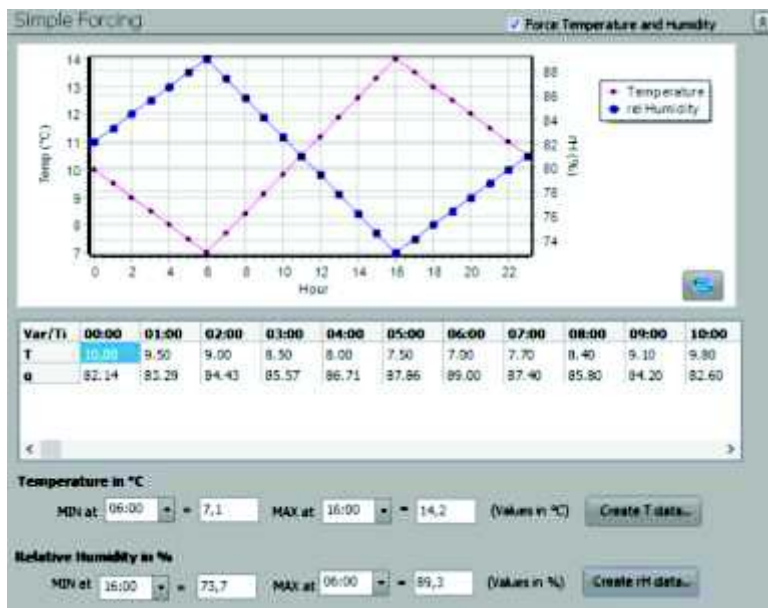 Simple Forcing
Force Temperature and Humidity
14
13
12
11
10
9
8
7
Temp (°C)
88
86
84
82
80
78
76
74
(%) Hr
0 2 4 6 8 10 12 14 16 18 20 22
Hour
Temperature
rel Humidity
Var/Ti 00:00 01:00 02:00 03:00 04:00 05:00 06:00 07:00 08:00 09:00 10:00
T 10.00 9.50 9.00 8.50 8.00 7.50 7.00 7.70 8.40 9.10 9.80
q 82.14 83.29 84.43 85.57 86.71 87.86 89.00 87.40 85.80 84.20 82.60
Temperature in °C
MIN at 06:00 = 7,1 MAX at 16:00 = 14,2 (Values in °C) Create T data...
Relative Humidity in %
MIN at 16:00 = 73,7 MAX at 06:00 = 89,3 (Values in %) Create rH data...